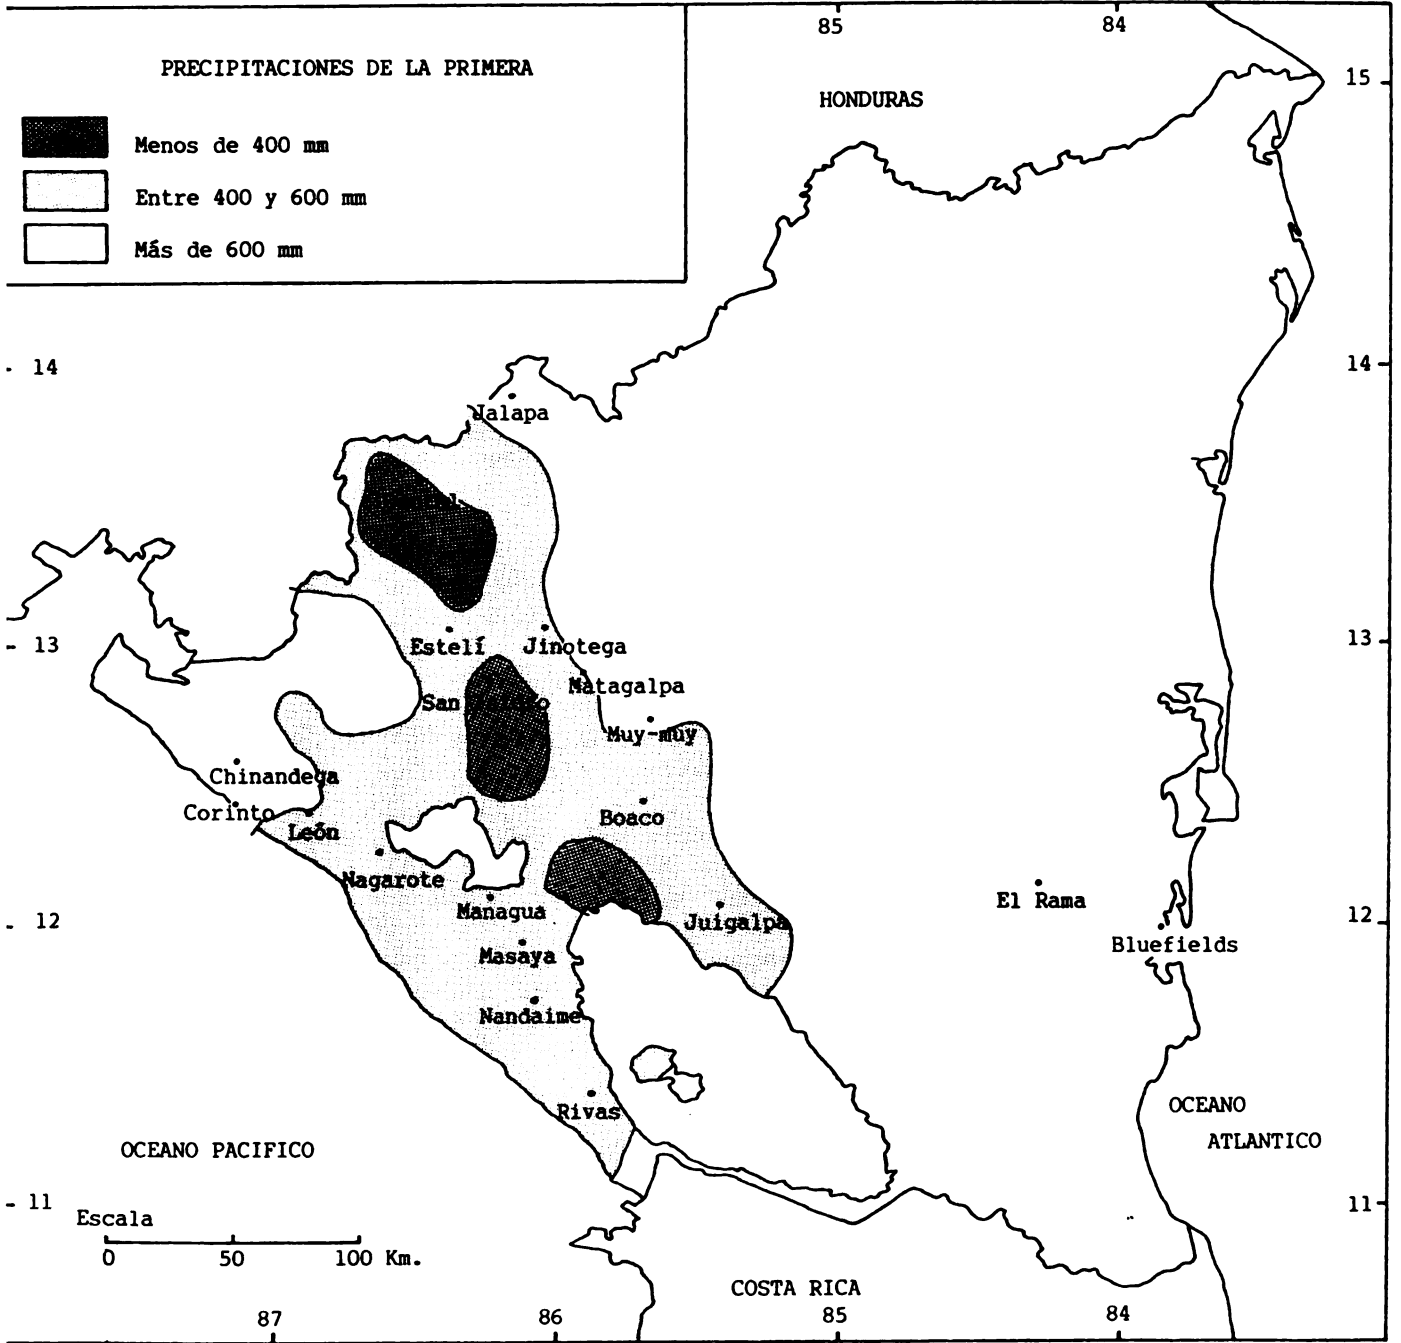 85
84
PRECIPITACIONES DE LA PRIMERA
Menos de 400 mm
Entre 400 y 600 mm
Más de 600 mm
HONDURAS
15
14
14
Jalapa
13
13
Estelí
Jinotega
Matagalpa
San
Muy-muy
Chinandega
Corinto
León
Boaco
Nagarote
Managua
El Rama
12
12
Juigalpa
Bluefields
Masaya
Nandaime
Rivas
OCEANO
ATLANTICO
OCEANO PACIFICO
11
11
Escala
0 50 100 Km.
COSTA RICA
87
86
85
84